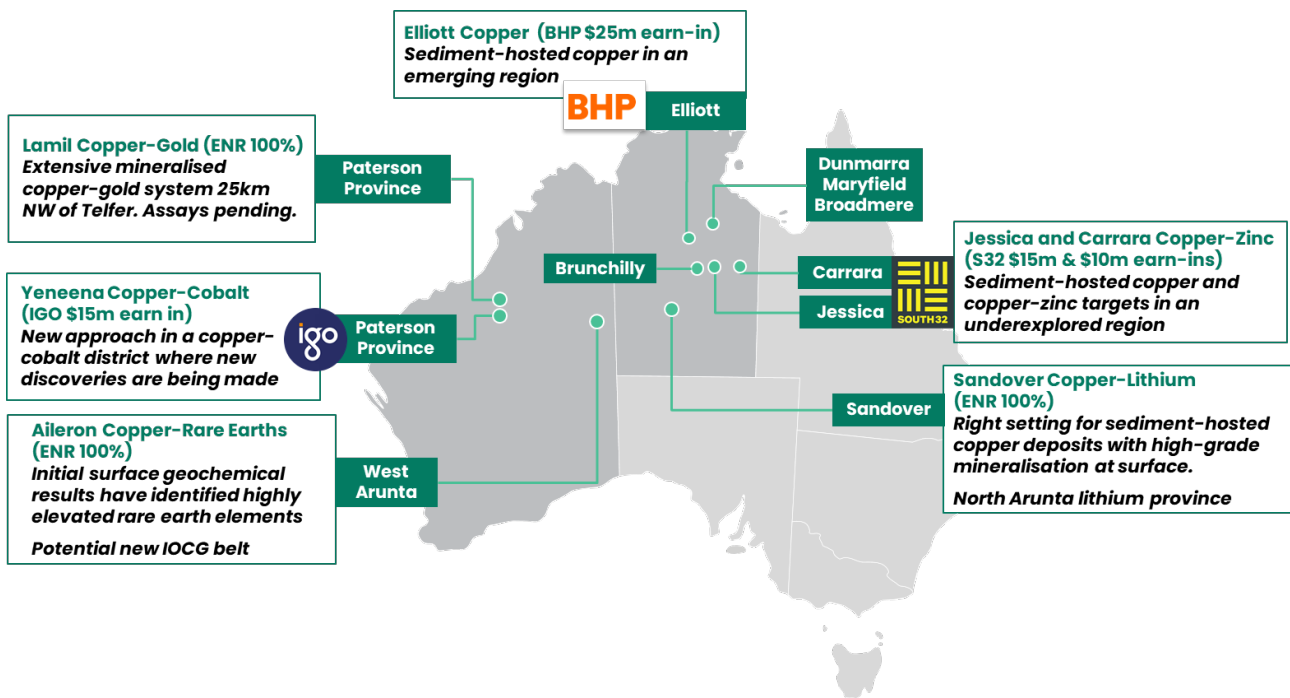 Elliott Copper (BHP $25m earn-in)
Sediment-hosted copper in an
emerging region
BHP
Elliott
Lamil Copper-Gold (ENR 100%)
Extensive mineralised
copper-gold system 25km
NW of Telfer. Assays pending.
Paterson
Province
Dunmarra
Maryfield
Broadmere
Brunchilly
Carrara
Jessica
SOUTH32
Jessica and Carrara Copper-Zinc
(S32 $15m & $10m earn-ins)
Sediment-hosted copper and
copper-zinc targets in an
underexplored region
Yeneena Copper-Cobalt
(IGO $15m earn in)
New approach in a copper-
cobalt district where new
discoveries are being made
igo
Paterson
Province
Sandover
Sandover Copper-Lithium
(ENR 100%)
Right setting for sediment-hosted
copper deposits with high-grade
mineralisation at surface.
North Arunta lithium province
Aileron Copper-Rare Earths
(ENR 100%)
Initial surface geochemical
results have identified highly
elevated rare earth elements
Potential new IOCG belt
West
Arunta